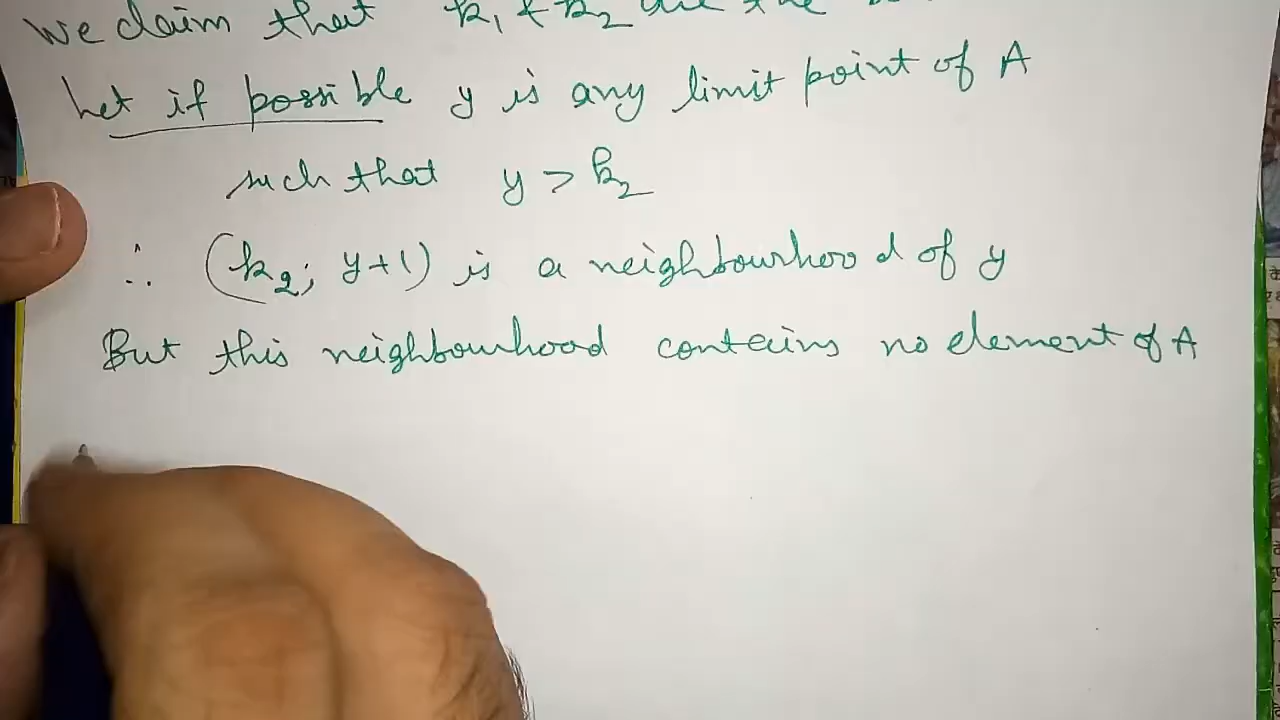 We claim that k₁ & k₂ are the
Let if possible y is any limit point of A
such that y > k₂
∴ (k₂; y+1) is a neighbourhood of y
But this neighbourhood contains no element of A